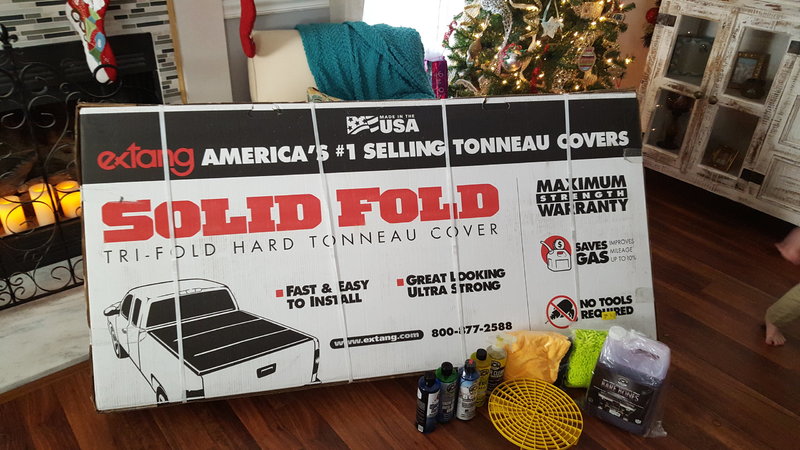 MADE IN THE
USA
extang AMERICA'S #1 SELLING TONNEAU COVERS
SOLID FOLD
TRI-FOLD HARD TONNEAU COVER
MAXIMUM
STRENGTH
WARRANTY
FAST & EASY
TO INSTALL
GREAT LOOKING
ULTRA STRONG
SAVES
GAS
IMPROVES
MILEAGE
UP TO 10%
NO TOOLS
REQUIRED
www.extang.com 800-877-2588
BARE BONES